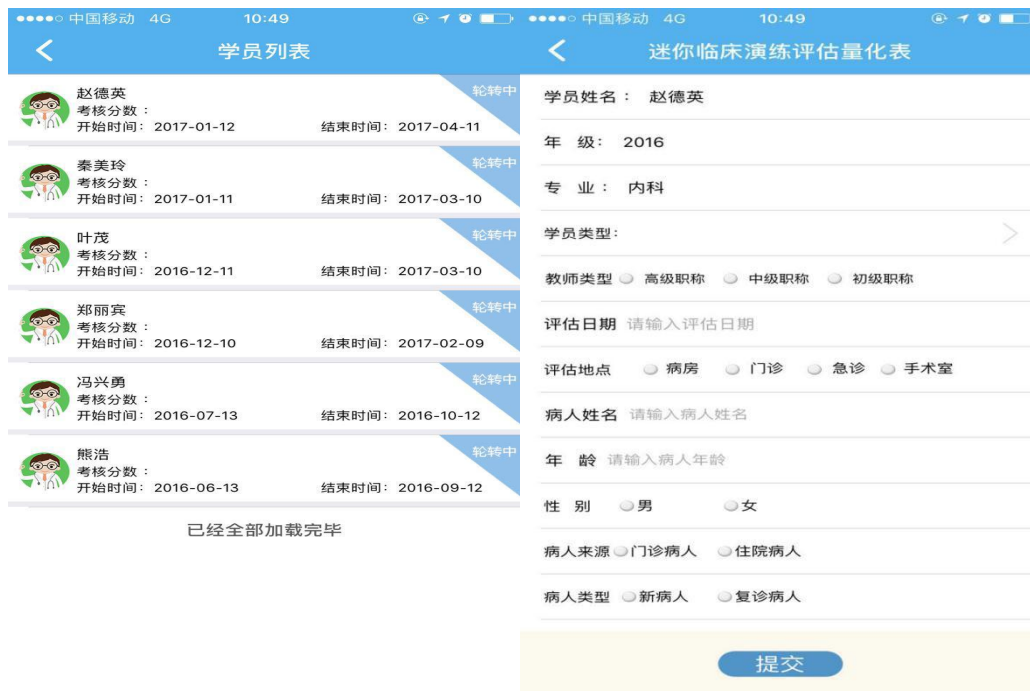 中国移动 4G 10:49
学员列表
轮转中
赵德英
考核分数：
开始时间：2017-01-12 结束时间：2017-04-11
轮转中
秦美玲
考核分数：
开始时间：2017-01-11 结束时间：2017-03-10
轮转中
叶茂
考核分数：
开始时间：2016-12-11 结束时间：2017-03-10
轮转中
郑丽宾
考核分数：
开始时间：2016-12-10 结束时间：2017-02-09
轮转中
冯兴勇
考核分数：
开始时间：2016-07-13 结束时间：2016-10-12
轮转中
熊浩
考核分数：
开始时间：2016-06-13 结束时间：2016-09-12
已经全部加载完毕
中国移动 4G 10:49
迷你临床演练评估量化表
学员姓名： 赵德英
年 级： 2016
专 业： 内科
学员类型：
教师类型 高级职称 中级职称 初级职称
评估日期 请输入评估日期
评估地点 病房 门诊 急诊 手术室
病人姓名 请输入病人姓名
年 龄 请输入病人年龄
性 别 男 女
病人来源 门诊病人 住院病人
病人类型 新病人 复诊病人
提交